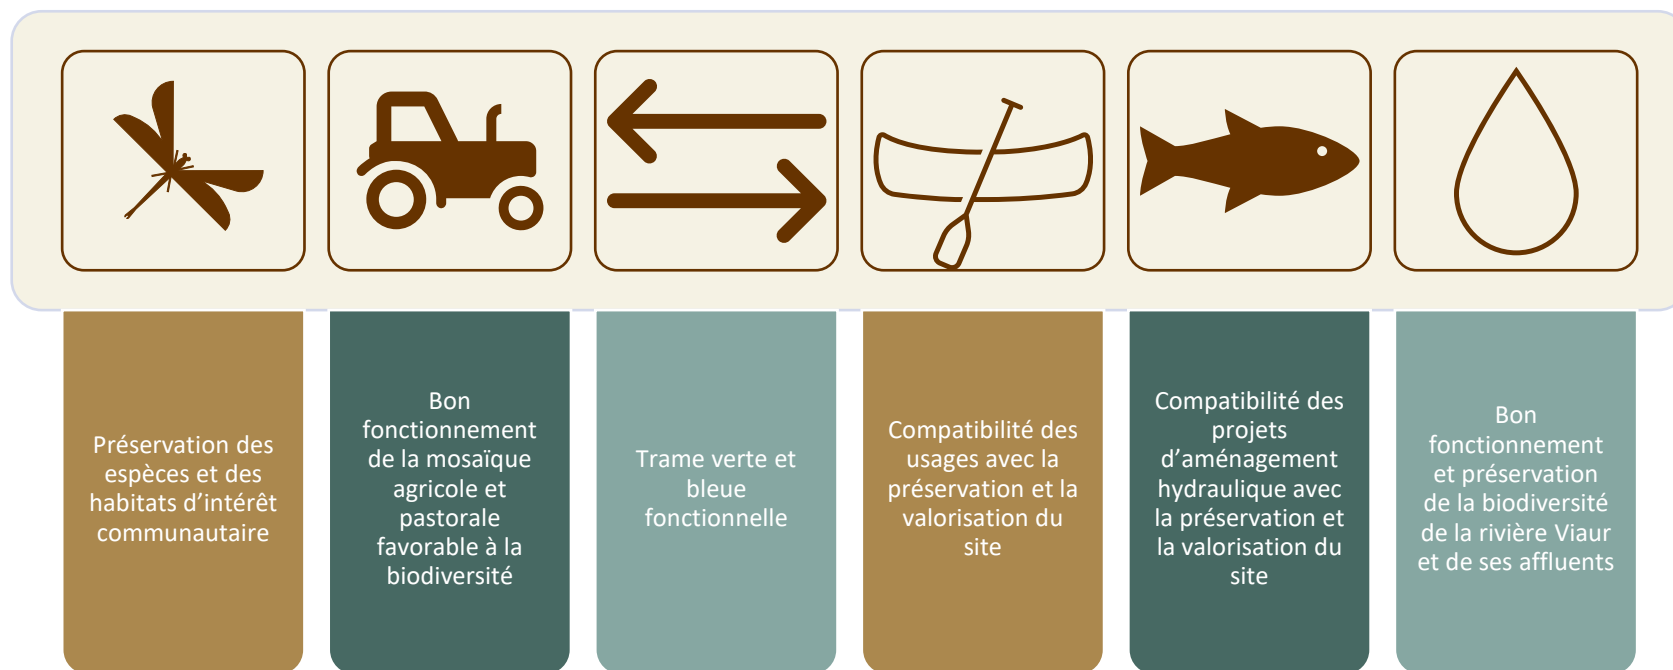 Préservation des
espèces et des
habitats d’intérêt
communautaire
Bon
fonctionnement
de la mosaïque
agricole et
pastorale
favorable à la
biodiversité
Trame verte et
bleue
fonctionnelle
Compatibilité des
usages avec la
préservation et la
valorisation du
site
Compatibilité des
projets
d’aménagement
hydraulique avec
la préservation et
la valorisation du
site
Bon
fonctionnement
et préservation
de la biodiversité
de la rivière Viaur
et de ses affluents